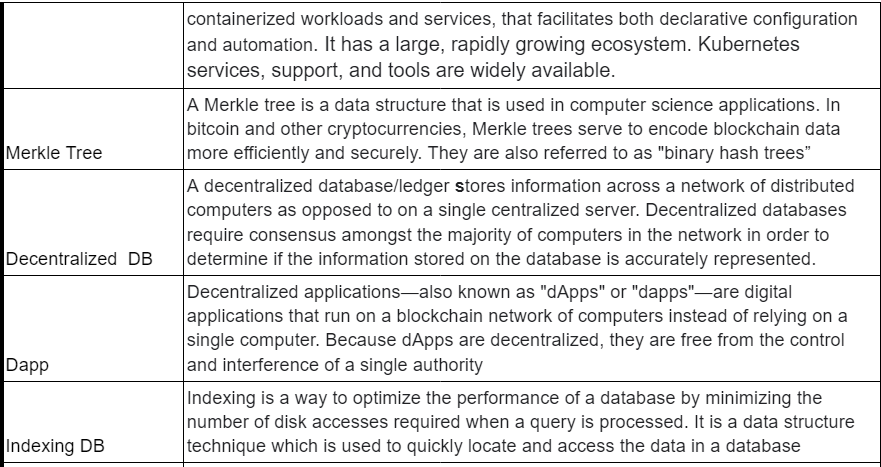 containerized workloads and services, that facilitates both declarative configuration
and automation. It has a large, rapidly growing ecosystem. Kubernetes
services, support, and tools are widely available.
Merkle Tree
A Merkle tree is a data structure that is used in computer science applications. In
bitcoin and other cryptocurrencies, Merkle trees serve to encode blockchain data
more efficiently and securely. They are also referred to as "binary hash trees”
Decentralized  DB
A decentralized database/ledger stores information across a network of distributed
computers as opposed to on a single centralized server. Decentralized databases
require consensus amongst the majority of computers in the network in order to
determine if the information stored on the database is accurately represented.
Dapp
Decentralized applications—also known as "dApps" or "dapps"—are digital
applications that run on a blockchain network of computers instead of relying on a
single computer. Because dApps are decentralized, they are free from the control
and interference of a single authority
Indexing DB
Indexing is a way to optimize the performance of a database by minimizing the
number of disk accesses required when a query is processed. It is a data structure
technique which is used to quickly locate and access the data in a database